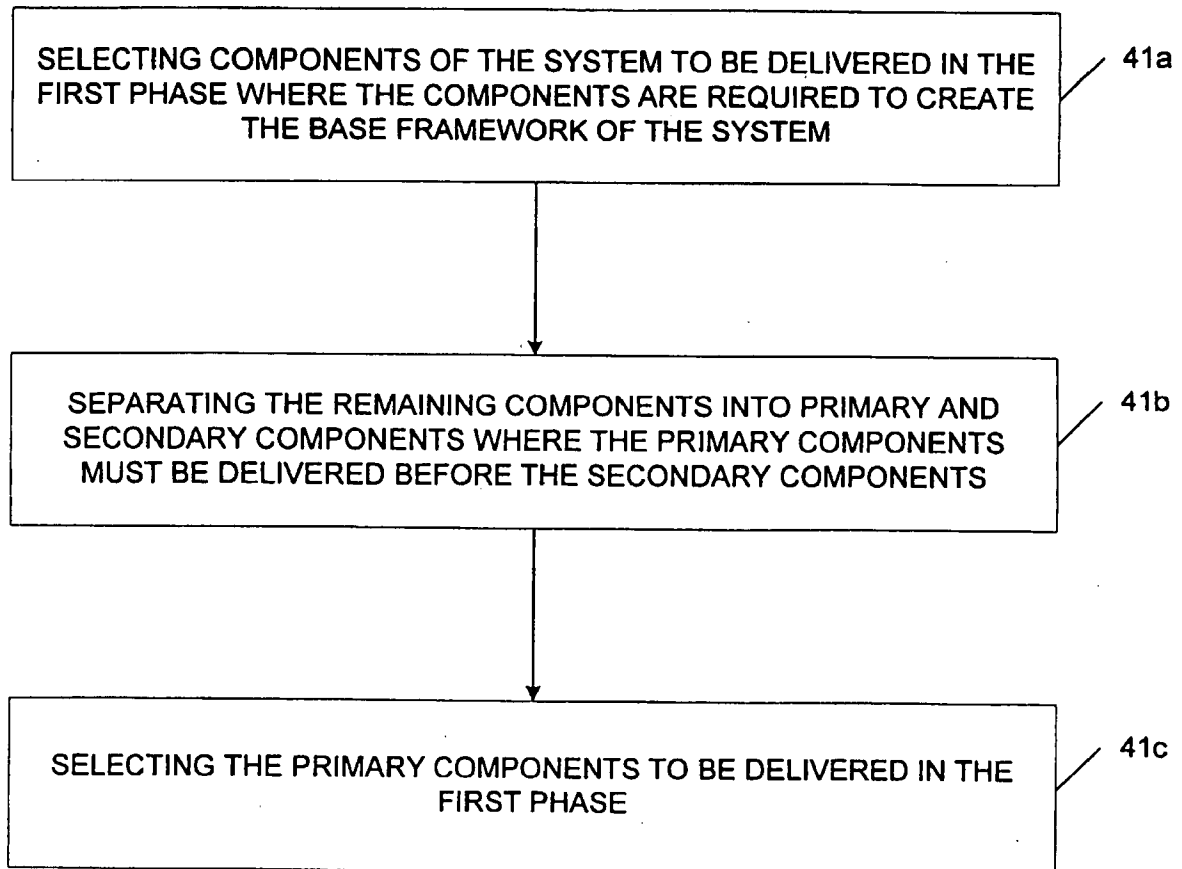 SELECTING COMPONENTS OF THE SYSTEM TO BE DELIVERED IN THE
FIRST PHASE WHERE THE COMPONENTS ARE REQUIRED TO CREATE
THE BASE FRAMEWORK OF THE SYSTEM
41a
SEPARATING THE REMAINING COMPONENTS INTO PRIMARY AND
SECONDARY COMPONENTS WHERE THE PRIMARY COMPONENTS
MUST BE DELIVERED BEFORE THE SECONDARY COMPONENTS
41b
SELECTING THE PRIMARY COMPONENTS TO BE DELIVERED IN THE
FIRST PHASE
41c